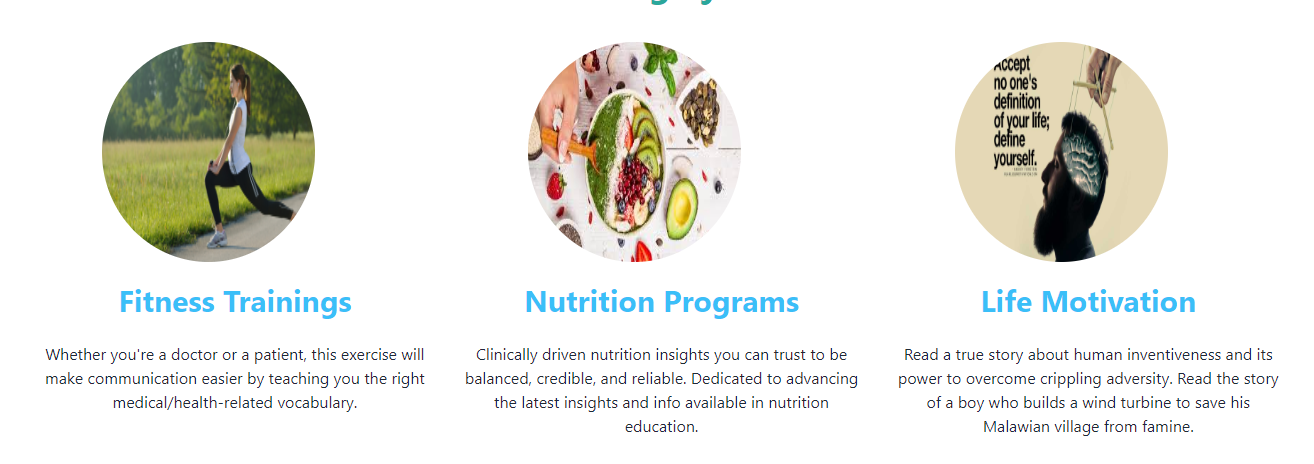 Accept
no one's
definition
of your life;
define
yourself.
Fitness Trainings
Nutrition Programs
Life Motivation
Whether you're a doctor or a patient, this exercise will
make communication easier by teaching you the right
medical/health-related vocabulary.
Clinically driven nutrition insights you can trust to be
balanced, credible, and reliable. Dedicated to advancing
the latest insights and info available in nutrition
education.
Read a true story about human inventiveness and its
power to overcome crippling adversity. Read the story
of a boy who builds a wind turbine to save his
Malawian village from famine.